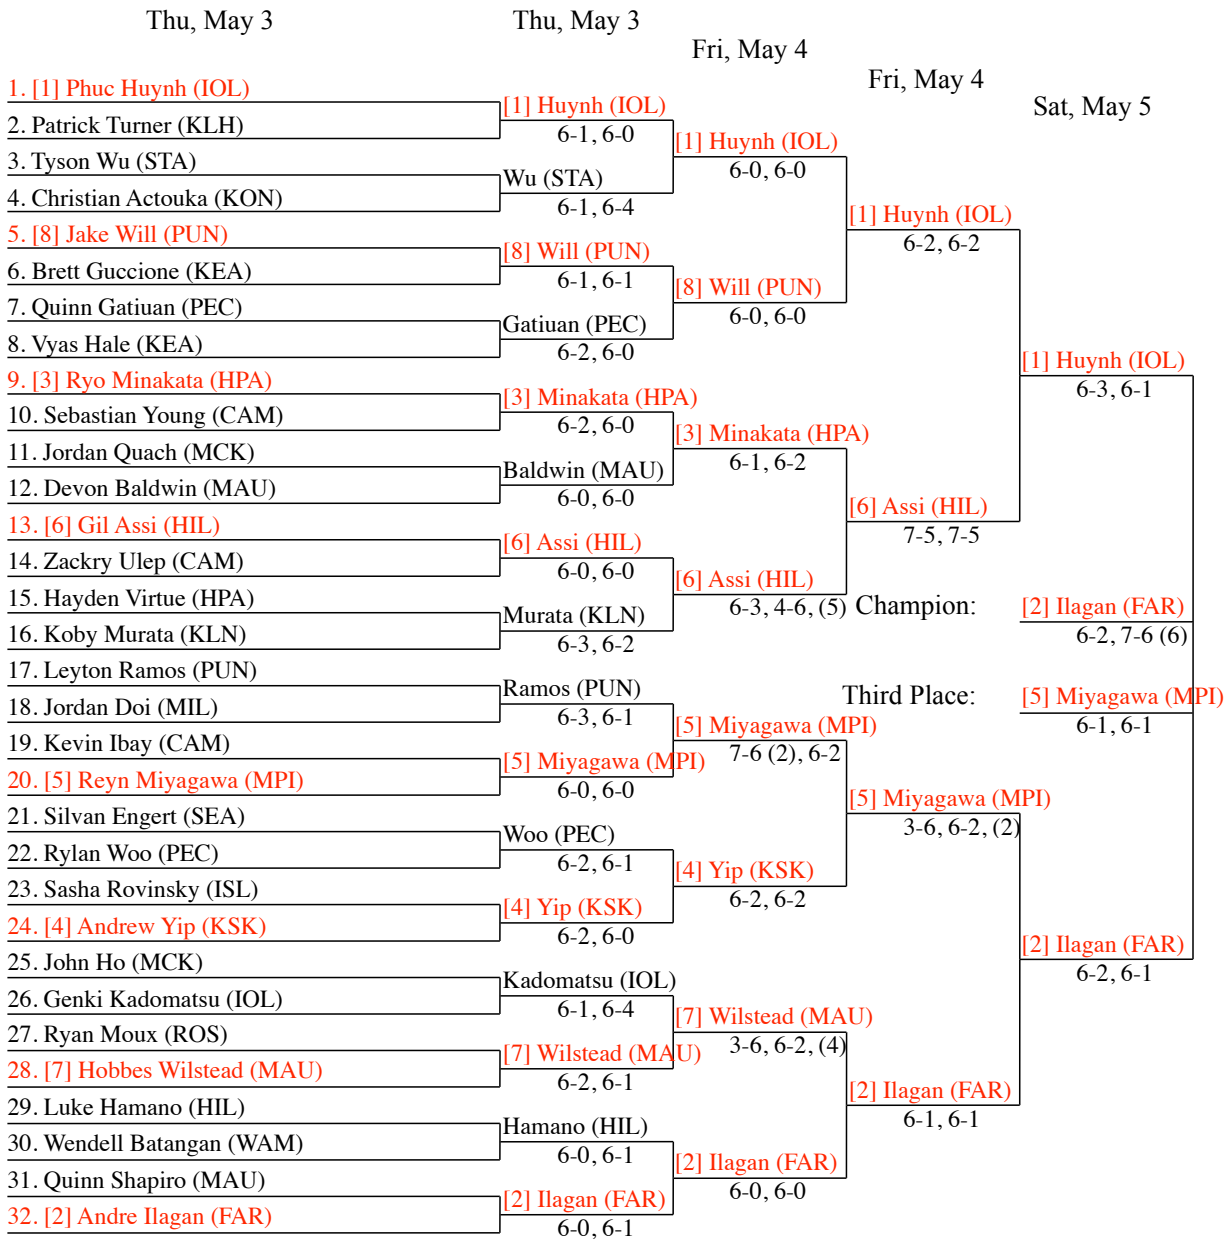 Thu, May 3
Thu, May 3
Fri, May 4
Fri, May 4
Sat, May 5
1. [1] Phuc Huynh (IOL)
2. Patrick Turner (KLH)
3. Tyson Wu (STA)
4. Christian Actouka (KON)
5. [8] Jake Will (PUN)
6. Brett Guccione (KEA)
7. Quinn Gatiuan (PEC)
8. Vyas Hale (KEA)
9. [3] Ryo Minakata (HPA)
10. Sebastian Young (CAM)
11. Jordan Quach (MCK)
12. Devon Baldwin (MAU)
13. [6] Gil Assi (HIL)
14. Zackry Ulep (CAM)
15. Hayden Virtue (HPA)
16. Koby Murata (KLN)
17. Leyton Ramos (PUN)
18. Jordan Doi (MIL)
19. Kevin Ibay (CAM)
20. [5] Reyn Miyagawa (MPI)
21. Silvan Engert (SEA)
22. Rylan Woo (PEC)
23. Sasha Rovinsky (ISL)
24. [4] Andrew Yip (KSK)
25. John Ho (MCK)
26. Genki Kadomatsu (IOL)
27. Ryan Moux (ROS)
28. [7] Hobbes Wilstead (MAU)
29. Luke Hamano (HIL)
30. Wendell Batangan (WAM)
31. Quinn Shapiro (MAU)
32. [2] Andre Ilagan (FAR)
[1] Huynh (IOL)
6-1, 6-0
Wu (STA)
6-1, 6-4
[8] Will (PUN)
6-1, 6-1
Gatiuan (PEC)
6-2, 6-0
[3] Minakata (HPA)
6-2, 6-0
Baldwin (MAU)
6-0, 6-0
[6] Assi (HIL)
6-0, 6-0
Murata (KLN)
6-3, 6-2
Ramos (PUN)
6-3, 6-1
[5] Miyagawa (MPI)
6-0, 6-0
Woo (PEC)
6-2, 6-1
[4] Yip (KSK)
6-2, 6-0
Kadomatsu (IOL)
6-1, 6-4
[7] Wilstead (MAU)
6-2, 6-1
Hamano (HIL)
6-0, 6-1
[2] Ilagan (FAR)
6-0, 6-1
[1] Huynh (IOL)
6-0, 6-0
[8] Will (PUN)
6-0, 6-0
[3] Minakata (HPA)
6-1, 6-2
[6] Assi (HIL)
6-3, 4-6, (5)
[5] Miyagawa (MPI)
7-6 (2), 6-2
[4] Yip (KSK)
6-2, 6-2
[7] Wilstead (MAU)
3-6, 6-2, (4)
[2] Ilagan (FAR)
6-0, 6-0
[1] Huynh (IOL)
6-2, 6-2
[6] Assi (HIL)
7-5, 7-5
[5] Miyagawa (MPI)
3-6, 6-2, (2)
[2] Ilagan (FAR)
6-1, 6-1
[1] Huynh (IOL)
6-3, 6-1
[2] Ilagan (FAR)
6-2, 6-1
Champion:
[2] Ilagan (FAR)
6-2, 7-6 (6)
Third Place:
[5] Miyagawa (MPI)
6-1, 6-1